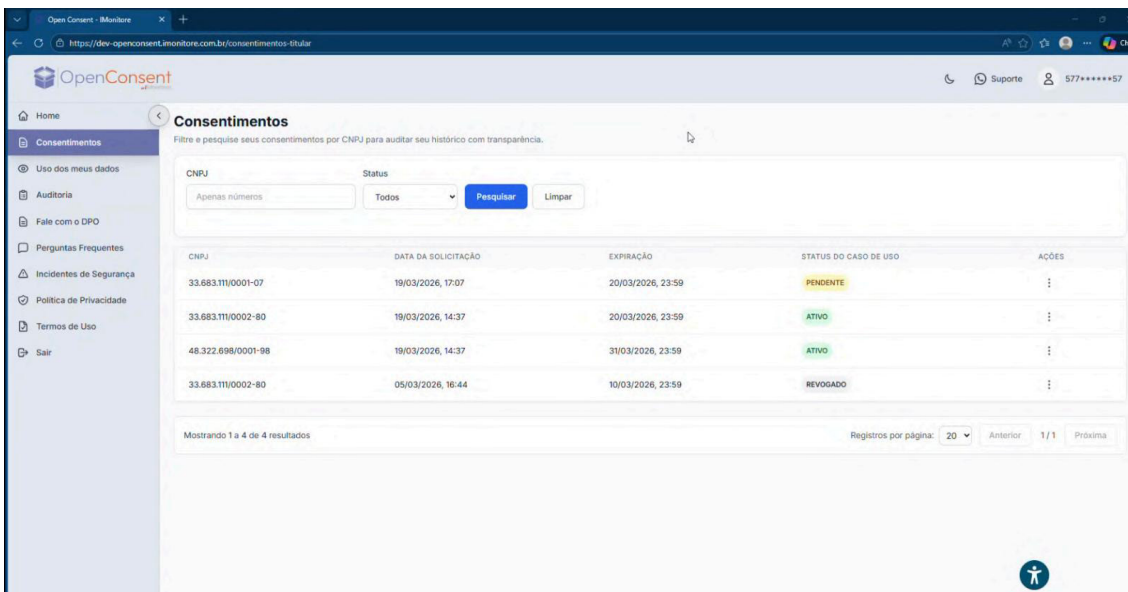 Open Consent - IMonitore
https://dev-openconsent.imonitore.com.br/consentimentos-titular
OpenConsent
Suporte 577******57
Home
Consentimentos
Uso dos meus dados
Auditoria
Fale com o DPO
Perguntas Frequentes
Incidentes de Segurança
Política de Privacidade
Termos de Uso
Sair
Consentimentos
Filtre e pesquise seus consentimentos por CNPJ para auditar seu histórico com transparência.
CNPJ Status
Apenas números Todos Pesquisar Limpar
CNPJ DATA DA SOLICITAÇÃO EXPIRAÇÃO STATUS DO CASO DE USO AÇÕES
33.683.111/0001-07 19/03/2026, 17:07 20/03/2026, 23:59 PENDENTE
33.683.111/0002-80 19/03/2026, 14:37 20/03/2026, 23:59 ATIVO
48.322.698/0001-98 19/03/2026, 14:37 31/03/2026, 23:59 ATIVO
33.683.111/0002-80 05/03/2026, 16:44 10/03/2026, 23:59 REVOGADO
Mostrando 1 a 4 de 4 resultados Registros por página: 20 Anterior 1 / 1 Próxima